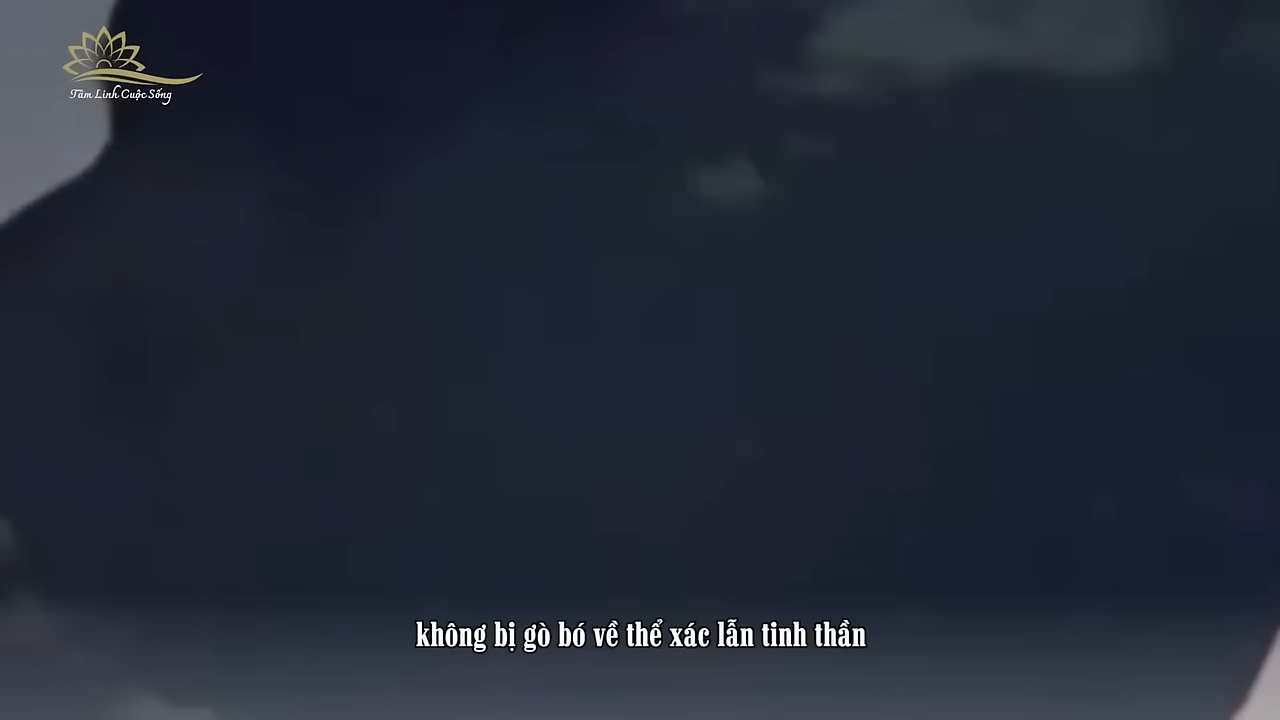 Tâm Linh Cuộc Sống
không bị gò bó về thể xác lẫn tinh thần